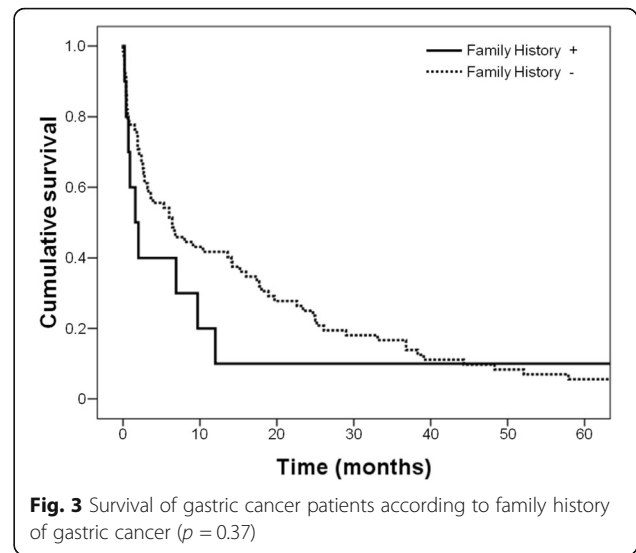 1.0
0.8
0.6
0.4
0.2
0
Cumulative survival
Family History +
Family History -
0 10 20 30 40 50 60
Time (months)
Fig. 3 Survival of gastric cancer patients according to family history
of gastric cancer (p = 0.37)